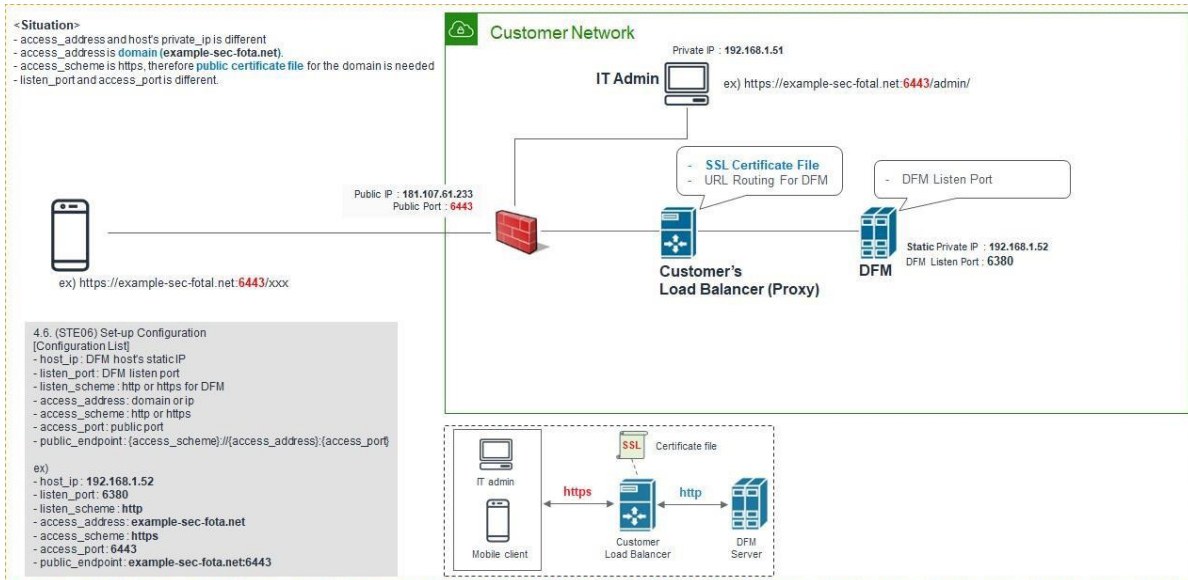 <Situation>
- access_address and host's private_ip is different
- access_address is domain (example-sec-fota.net).
- access_scheme is https, therefore public certificate file for the domain is needed
- listen_port and access_port is different.
Customer Network
Private IP : 192.168.1.51
IT Admin
ex) https://example-sec-fotal.net:6443/admin/
- SSL Certificate File
- URL Routing For DFM
- DFM Listen Port
Public IP : 181.107.61.233
Public Port : 6443
ex) https://example-sec-fotal.net:6443/xxx
Customer's
Load Balancer (Proxy)
DFM
Static Private IP : 192.168.1.52
DFM Listen Port : 6380
4.6. (STE06) Set-up Configuration
[Configuration List]
- host_ip : DFM host's static IP
- listen_port : DFM listen port
- listen_scheme : http or https for DFM
- access_address : domain or ip
- access_scheme : http or https
- access_port : public port
- public_endpoint : {access_scheme}://{access_address}:{access_port}
ex)
- host_ip : 192.168.1.52
- listen_port : 6380
- listen_scheme : http
- access_address : example-sec-fota.net
- access_scheme : https
- access_port : 6443
- public_endpoint : example-sec-fota.net:6443
IT admin
Mobile client
https
SSL
Certificate file
http
Customer
Load Balancer
DFM
Server